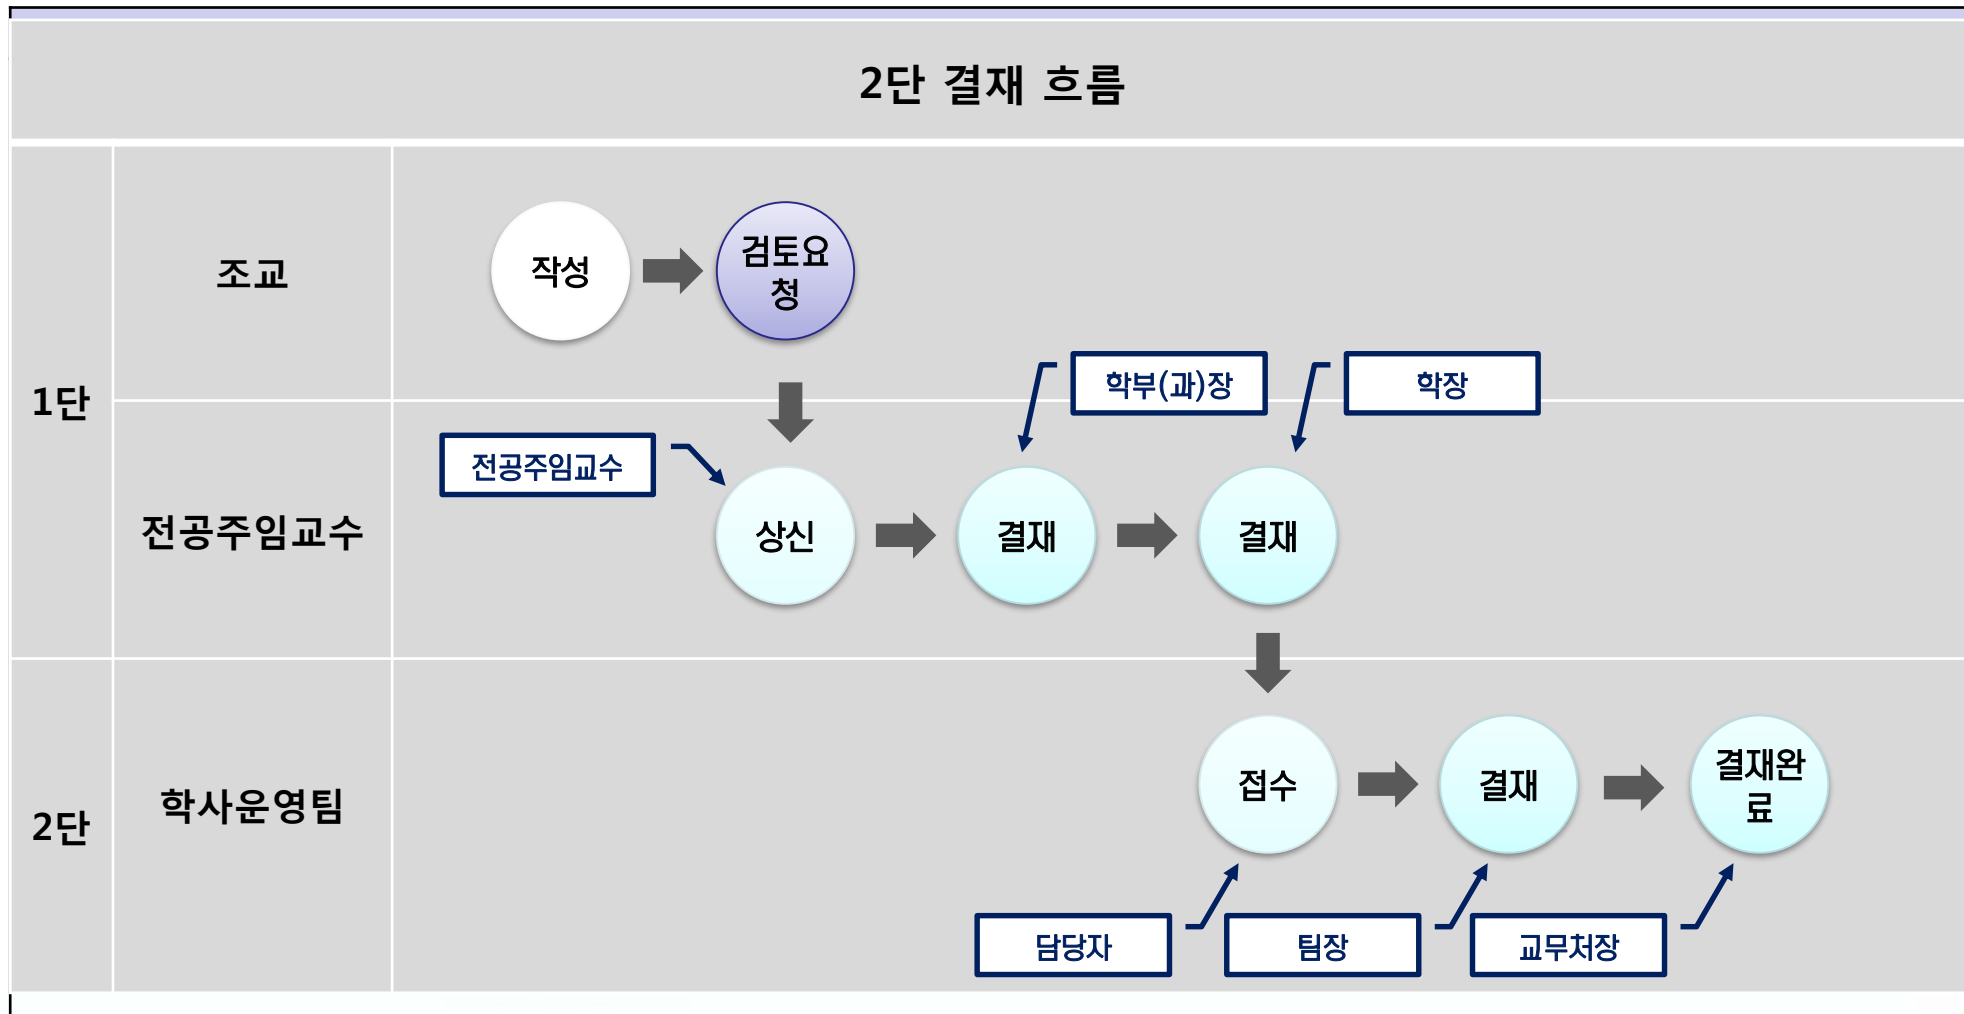 2단 결재 흐름
1단
조교
작성
검토요
청
학부(과)장
학장
전공주임교수
전공주임교수
상신
결재
결재
2단
학사운영팀
접수
결재
결재완
료
담당자
팀장
교무처장